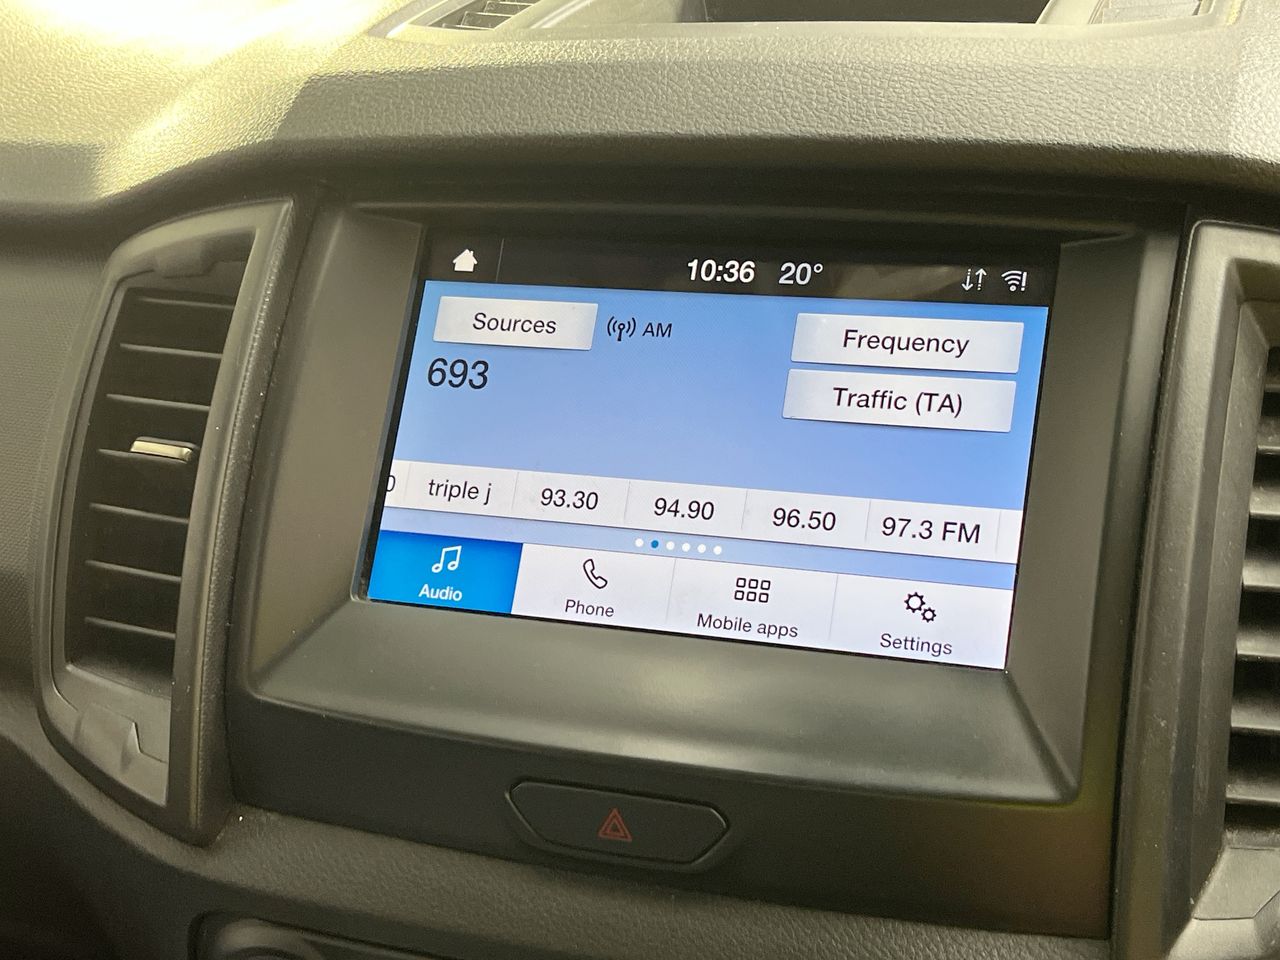 10:36 20°
Sources AM Frequency
693
Traffic (TA)
triple j 93.30 94.90 96.50 97.3 FM
Audio Phone Mobile apps Settings